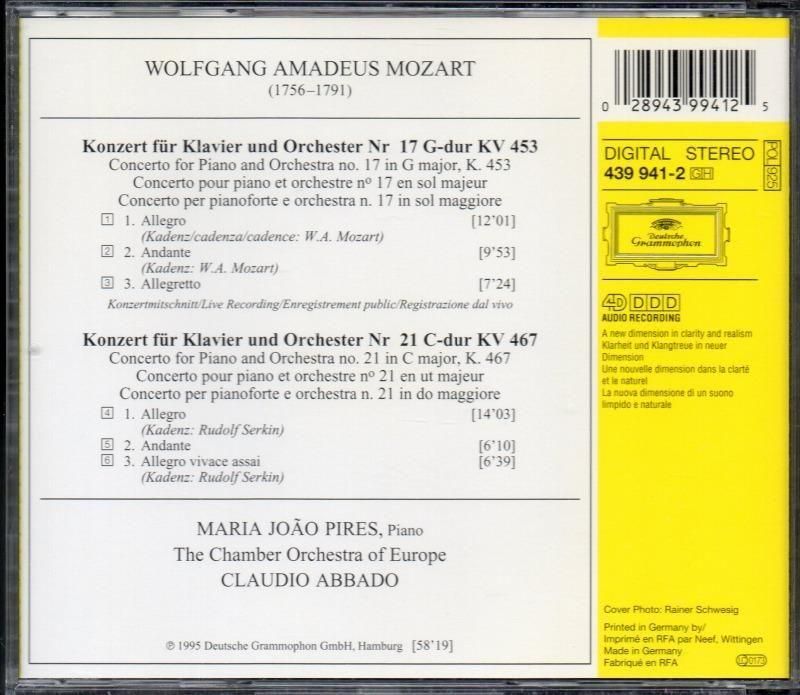 WOLFGANG AMADEUS MOZART
(1756–1791)
Konzert für Klavier und Orchester Nr 17 G-dur KV 453
Concerto for Piano and Orchestra no. 17 in G major, K. 453
Concerto pour piano et orchestre nº 17 en sol majeur
Concerto per pianoforte e orchestra n. 17 in sol maggiore
1 1. Allegro [12'01]
(Kadenz/cadenza/cadence: W.A. Mozart)
2 2. Andante [9'53]
(Kadenz: W.A. Mozart)
3 3. Allegretto [7'24]
Konzertmitschnitt/Live Recording/Enregistrement public/Registrazione dal vivo
Konzert für Klavier und Orchester Nr 21 C-dur KV 467
Concerto for Piano and Orchestra no. 21 in C major, K. 467
Concerto pour piano et orchestre nº 21 en ut majeur
Concerto per pianoforte e orchestra n. 21 in do maggiore
4 1. Allegro [14'03]
(Kadenz: Rudolf Serkin)
5 2. Andante [6'10]
6 3. Allegro vivace assai [6'39]
(Kadenz: Rudolf Serkin)
MARIA JOÃO PIRES, Piano
The Chamber Orchestra of Europe
CLAUDIO ABBADO
℗ 1995 Deutsche Grammophon GmbH, Hamburg [58'19]
0 28943 99412 5
DIGITAL STEREO
439 941-2 GH
POL 925
Deutsche
Grammophon
4D DDD
AUDIO RECORDING
A new dimension in clarity and realism
Klarheit und Klangtreue in neuer
Dimension
Une nouvelle dimension dans la clarté
et le naturel
La nuova dimensione di un suono
limpido e naturale
Cover Photo: Rainer Schwesig
Printed in Germany by/
Imprimé en RFA par Neef, Wittingen
Made in Germany
Fabriqué en RFA
LC 0173